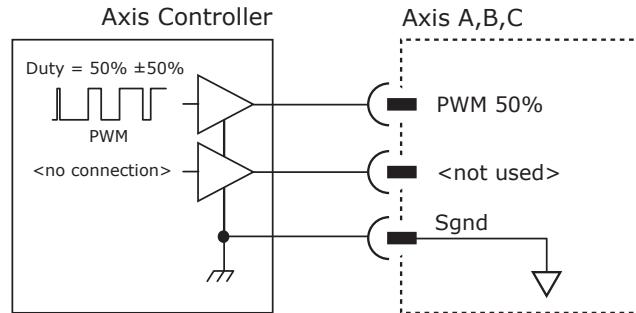 Axis Controller
Axis A,B,C
Duty = 50% ±50%
PWM
PWM 50%
<no connection>
<not used>
Sgnd